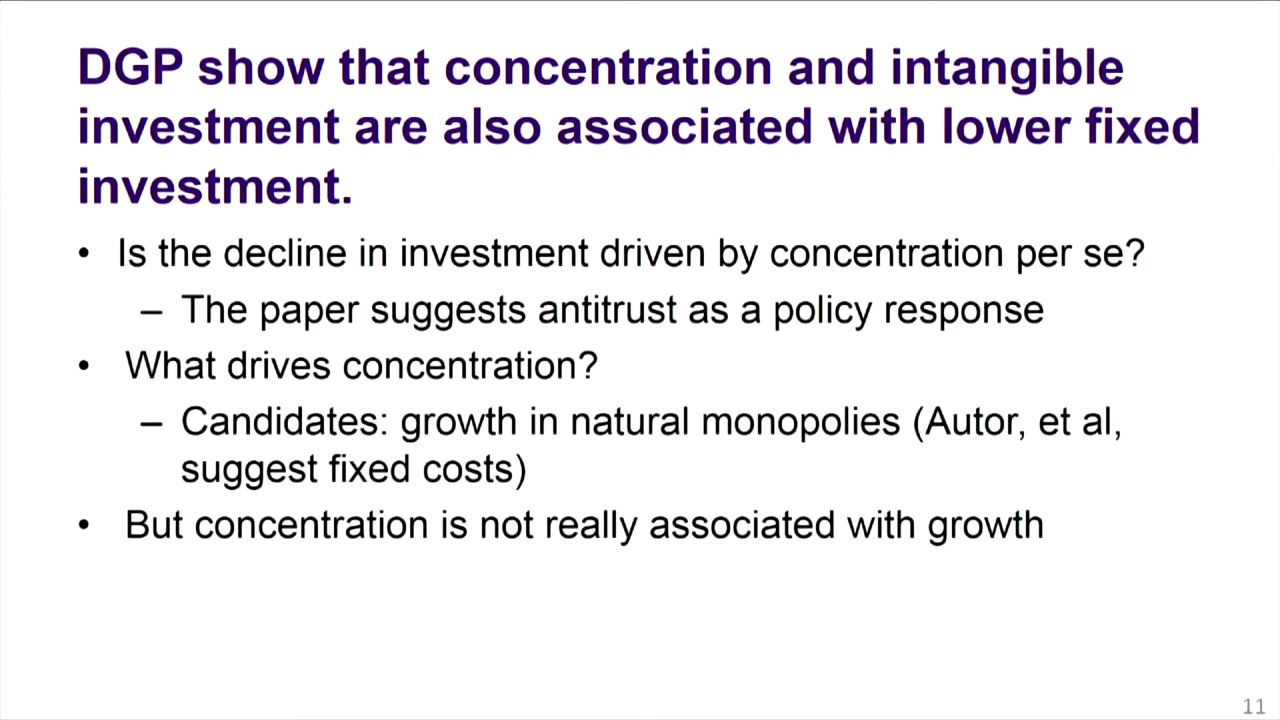 DGP show that concentration and intangible
investment are also associated with lower fixed
investment.
• Is the decline in investment driven by concentration per se?
– The paper suggests antitrust as a policy response
• What drives concentration?
– Candidates: growth in natural monopolies (Autor, et al,
suggest fixed costs)
• But concentration is not really associated with growth
11